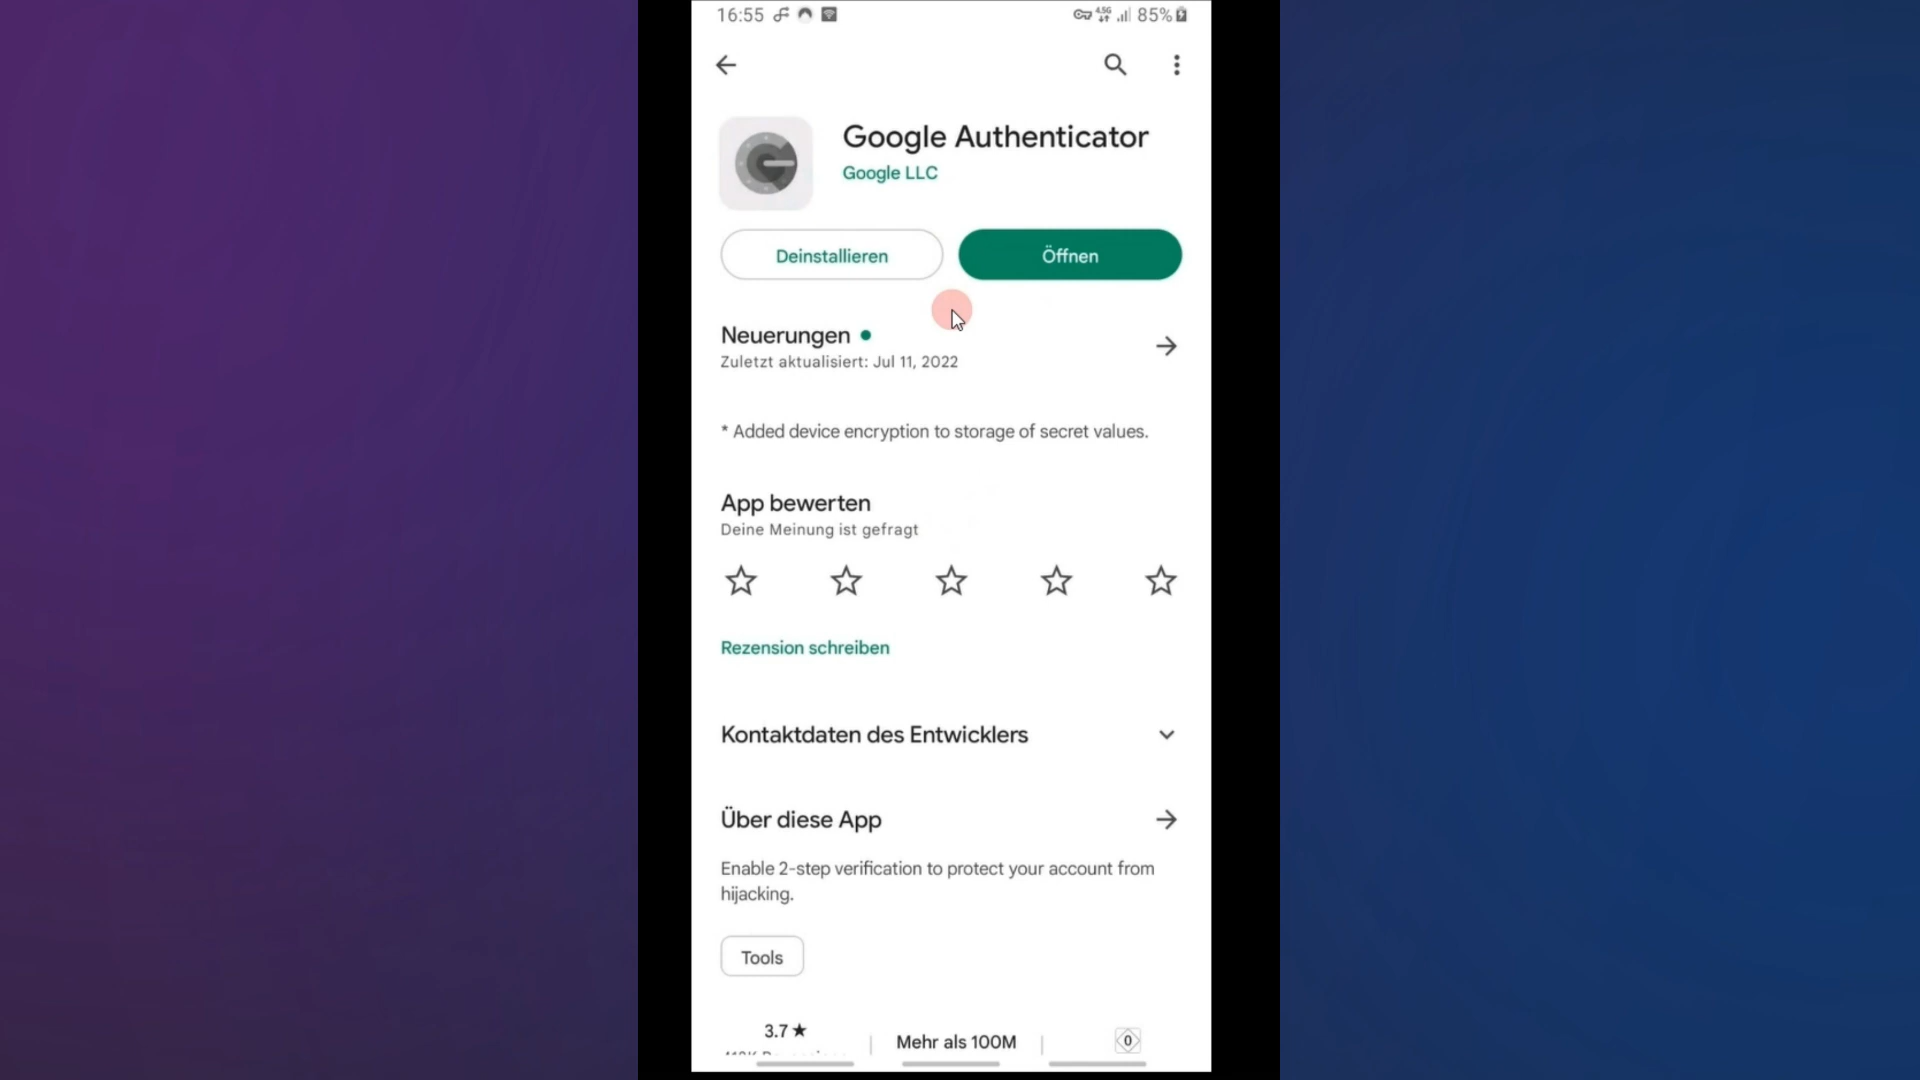 16:55
4.5G 85%
Google Authenticator
Google LLC
Deinstallieren
Öffnen
Neuerungen
Zuletzt aktualisiert: Jul 11, 2022
* Added device encryption to storage of secret values.
App bewerten
Deine Meinung ist gefragt
Rezension schreiben
Kontaktdaten des Entwicklers
Über diese App
Enable 2-step verification to protect your account from
hijacking.
Tools
3.7★
Mehr als 100M
0